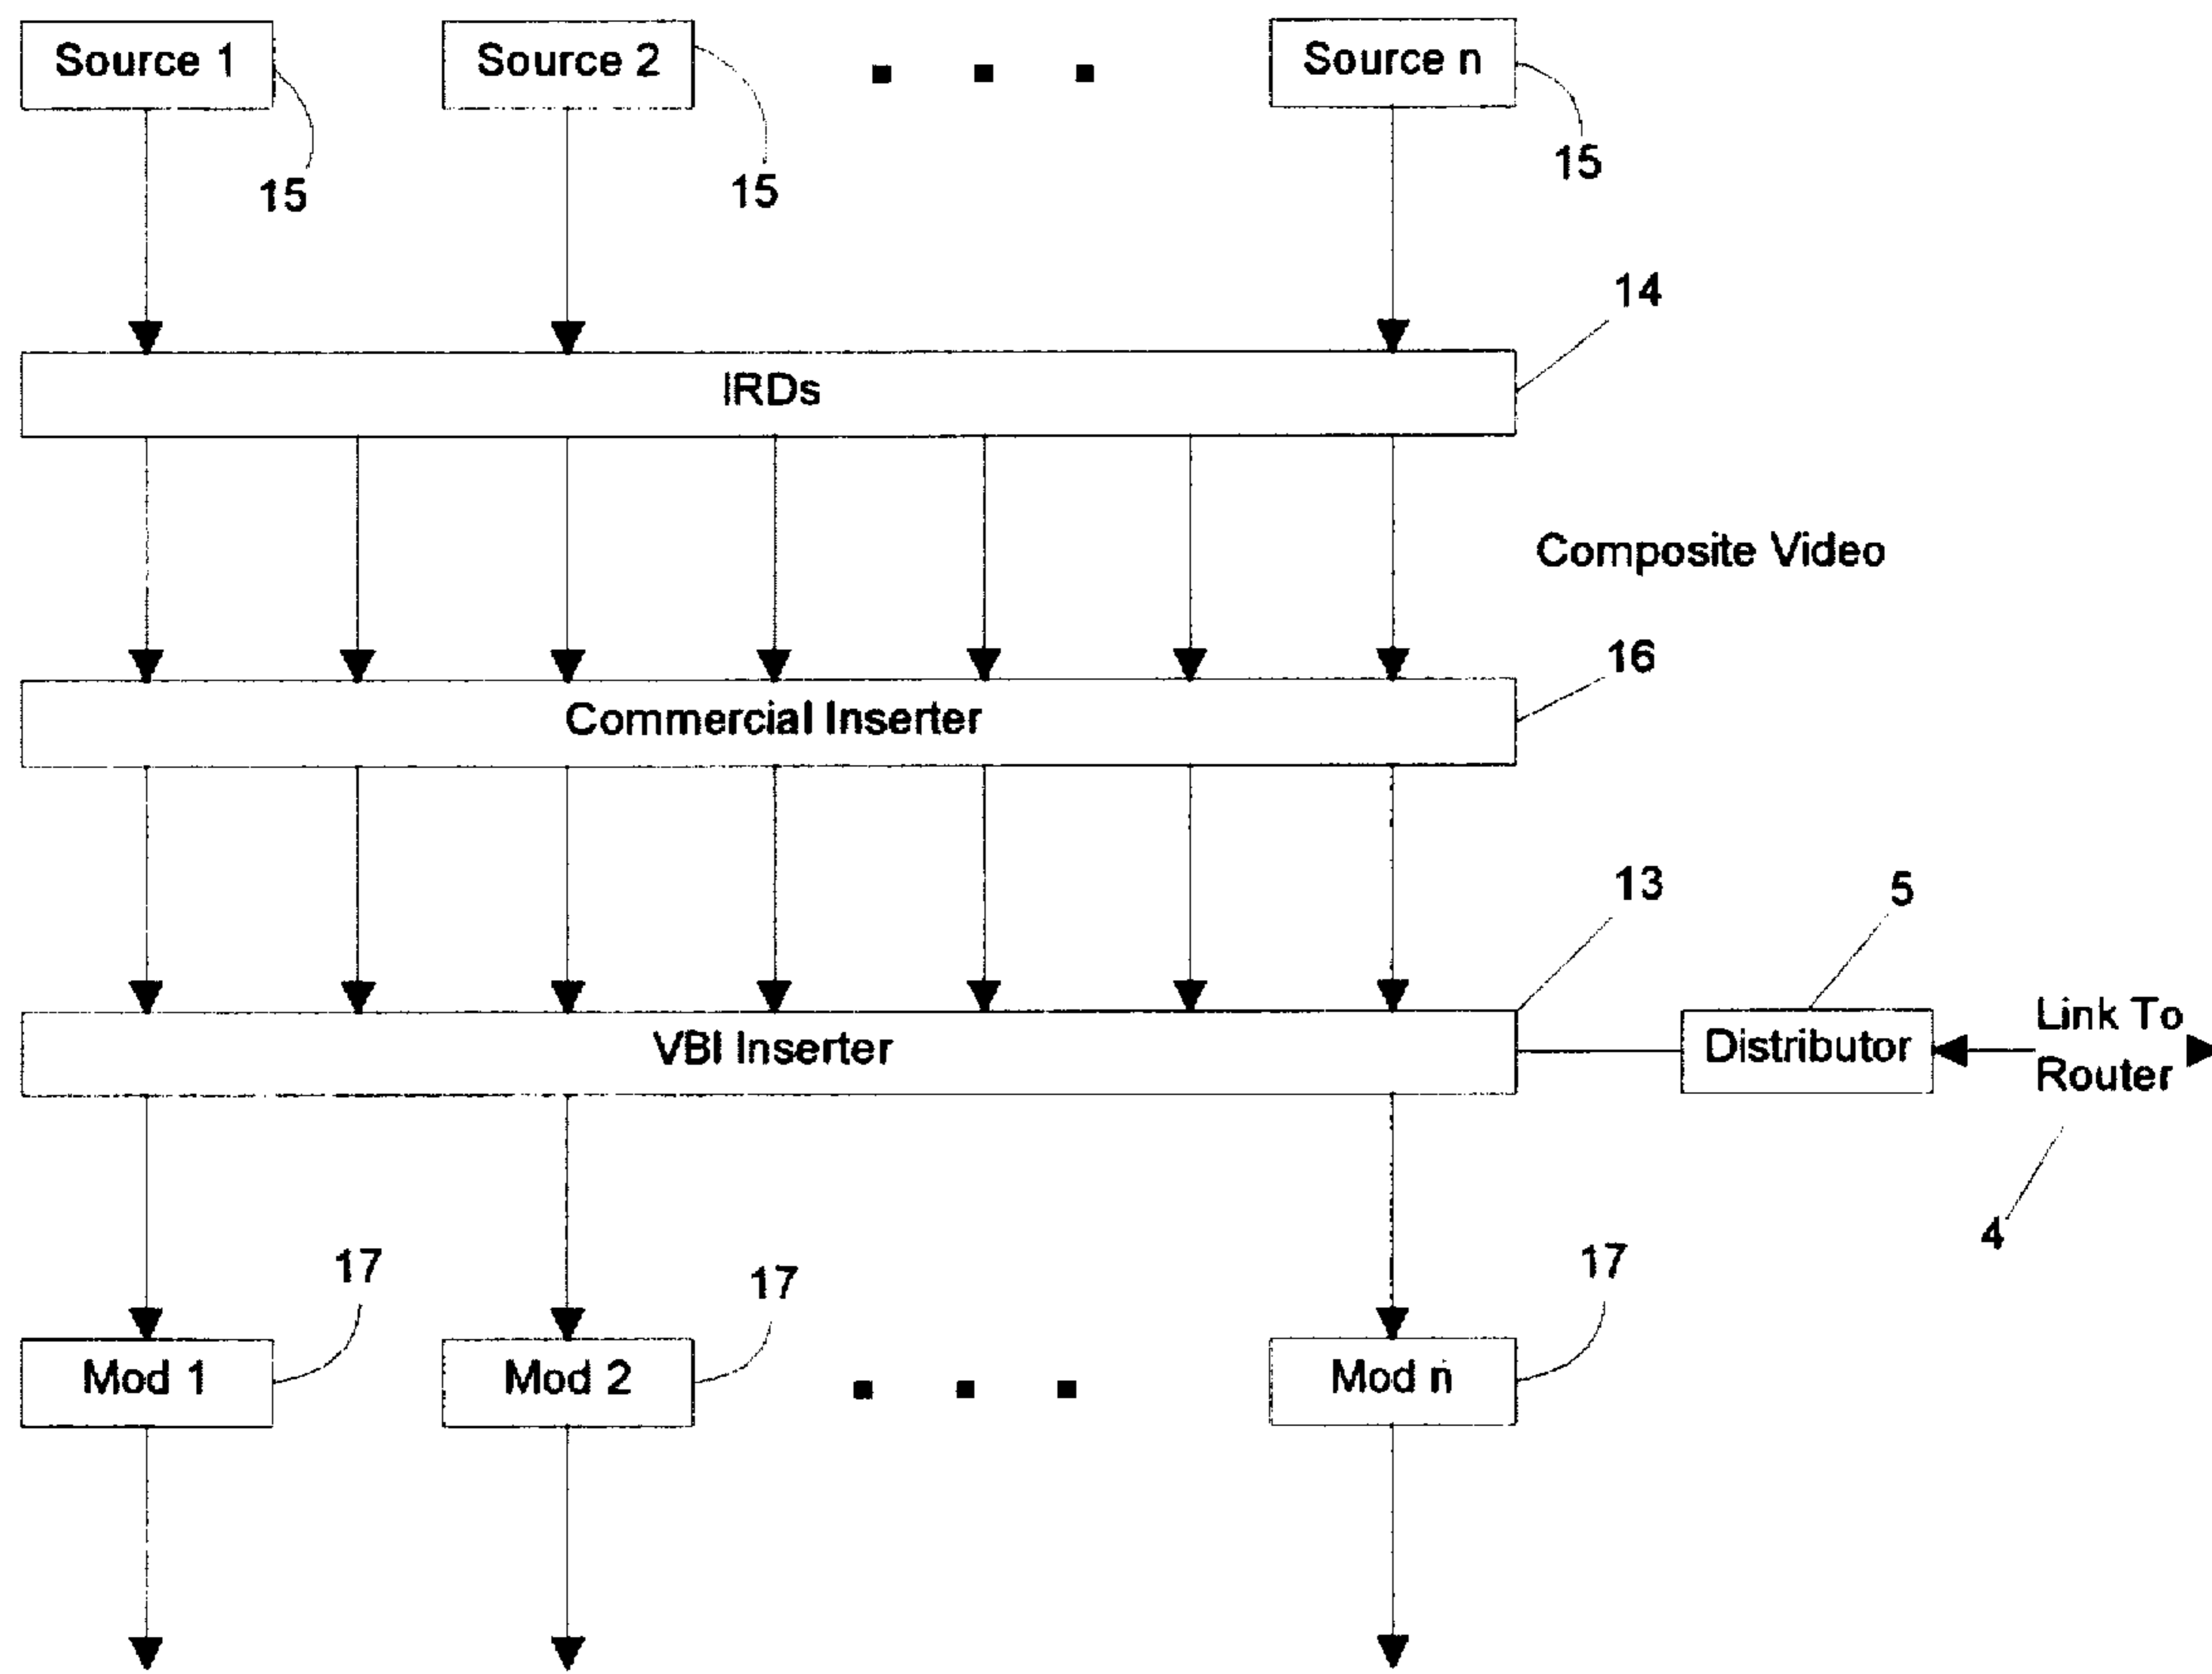 Source 1
Source 2
Source n
15
15
15
14
IRDs
Composite Video
16
Commercial Inserter
13
5
VBI Inserter
Distributor
Link To
Router
4
17
17
17
Mod 1
Mod 2
Mod n